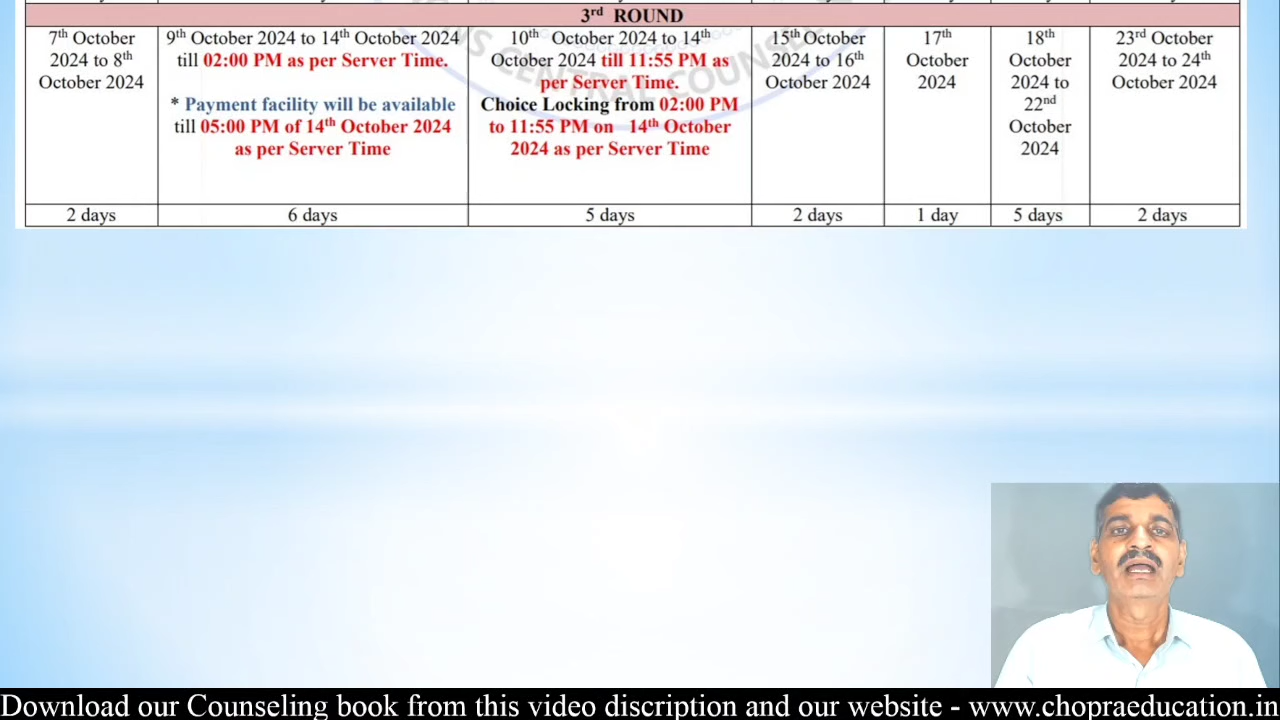 3rd ROUND
7th October
2024 to 8th
October 2024
9th October 2024 to 14th October 2024
till 02:00 PM as per Server Time.
* Payment facility will be available
till 05:00 PM of 14th October 2024
as per Server Time
10th October 2024 to 14th
October 2024 till 11:55 PM as
per Server Time.
Choice Locking from 02:00 PM
to 11:55 PM on 14th October
2024 as per Server Time
15th October
2024 to 16th
October 2024
17th
October
2024
18th
October
2024 to
22nd
October
2024
23rd October
2024 to 24th
October 2024
2 days
6 days
5 days
2 days
1 day
5 days
2 days
CENTRAL COUNSEL
Download our Counseling book from this video discription and our website - www.chopraeducation.in